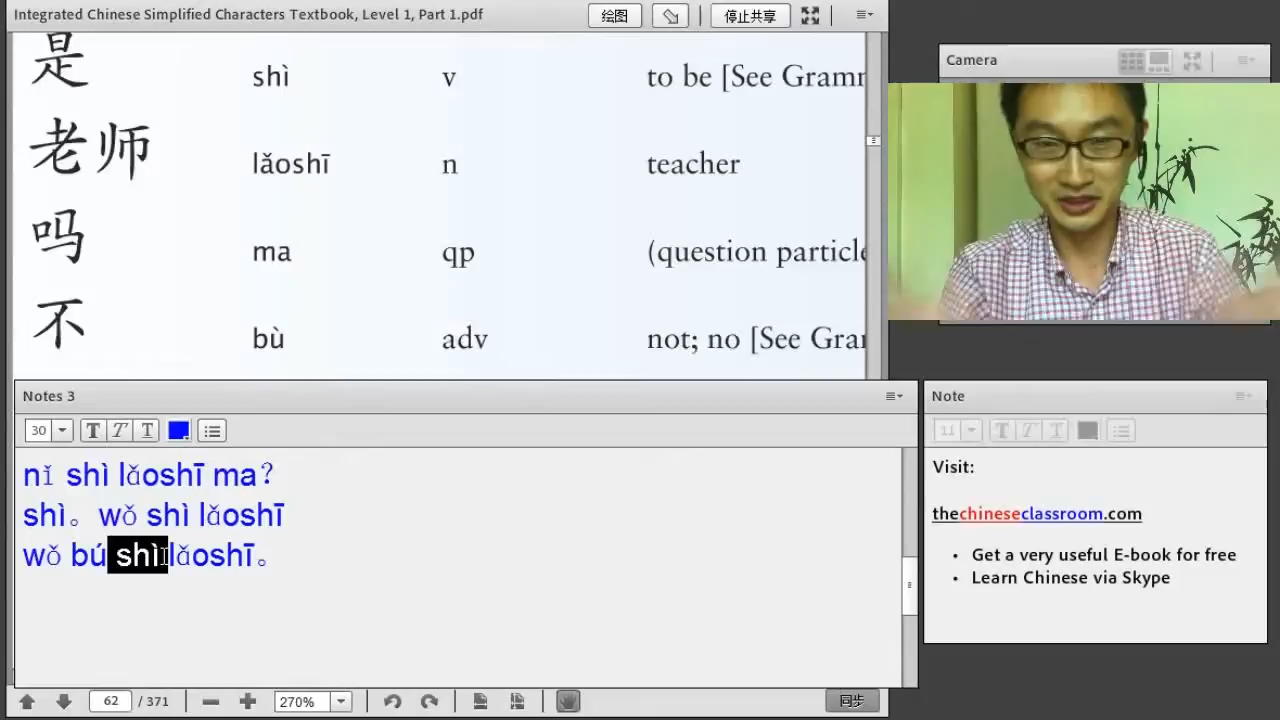 Integrated Chinese Simplified Characters Textbook, Level 1, Part 1.pdf
绘图
停止共享
是 shì v to be [See Gramm
老师 lǎoshī n teacher
吗 ma qp (question particle
不 bù adv not; no [See Gra
Camera
Notes 3
30 T T T
nǐ shì lǎoshī ma？
shì。wǒ shì lǎoshī
wǒ bú shì lǎoshī。
62 / 371 270% 同步
Note
11 T T T
Visit:
thechineseclassroom.com
• Get a very useful E-book for free
• Learn Chinese via Skype